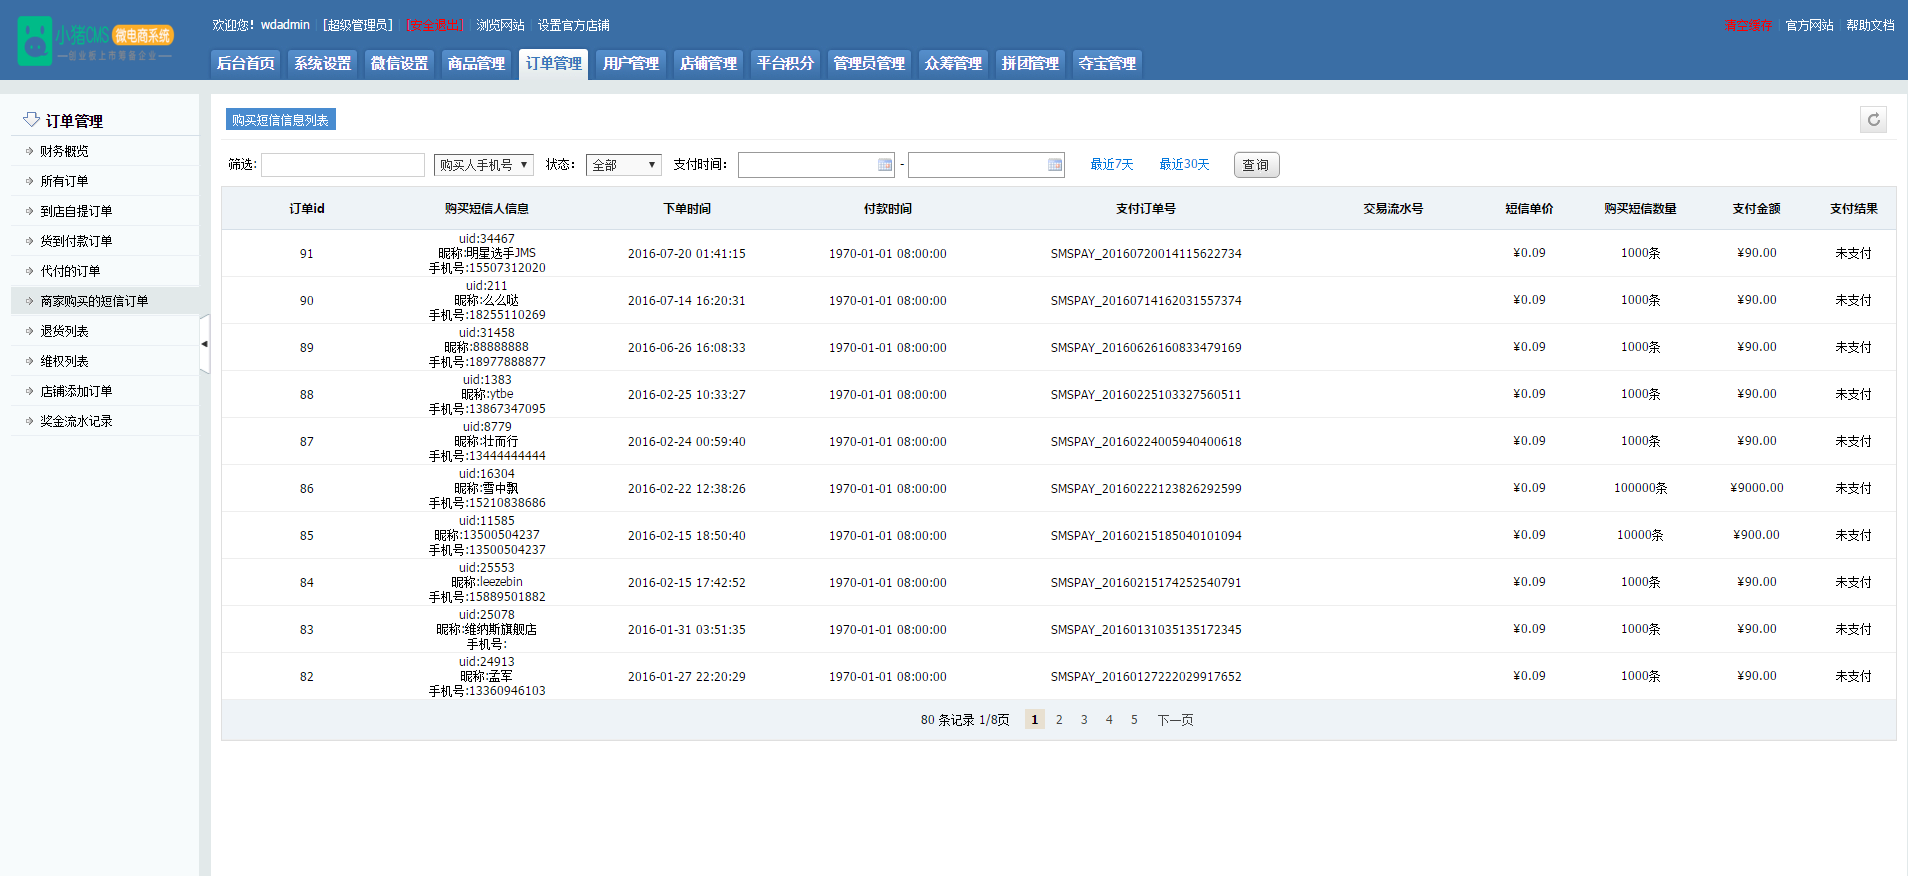 小猪CMS 微电商系统
—创业板上市筹备企业—
欢迎您！wdadmin [超级管理员] [安全退出] 浏览网站 设置官方店铺
清空缓存 官方网站 帮助文档
后台首页 系统设置 微信设置 商品管理 订单管理 用户管理 店铺管理 平台积分 管理员管理 众筹管理 拼团管理 夺宝管理
订单管理
财务概览
所有订单
到店自提订单
货到付款订单
代付的订单
商家购买的短信订单
退货列表
维权列表
店铺添加订单
奖金流水记录
购买短信信息列表
筛选: 购买人手机号 状态： 全部 支付时间： - 最近7天 最近30天 查询
订单id 购买短信人信息 下单时间 付款时间 支付订单号 交易流水号 短信单价 购买短信数量 支付金额 支付结果
uid:34467
91 昵称:明星选手JMS 2016-07-20 01:41:15 1970-01-01 08:00:00 SMSPAY_20160720014115622734 ¥0.09 1000条 ¥90.00 未支付
手机号:15507312020
uid:211
90 昵称:么么哒 2016-07-14 16:20:31 1970-01-01 08:00:00 SMSPAY_20160714162031557374 ¥0.09 1000条 ¥90.00 未支付
手机号:18255110269
uid:31458
89 昵称:88888888 2016-06-26 16:08:33 1970-01-01 08:00:00 SMSPAY_20160626160833479169 ¥0.09 1000条 ¥90.00 未支付
手机号:18977888877
uid:1383
88 昵称:ytbe 2016-02-25 10:33:27 1970-01-01 08:00:00 SMSPAY_20160225103327560511 ¥0.09 1000条 ¥90.00 未支付
手机号:13867347095
uid:8779
87 昵称:壮而行 2016-02-24 00:59:40 1970-01-01 08:00:00 SMSPAY_20160224005940400618 ¥0.09 1000条 ¥90.00 未支付
手机号:13444444444
uid:16304
86 昵称:雪中飘 2016-02-22 12:38:26 1970-01-01 08:00:00 SMSPAY_20160222123826292599 ¥0.09 100000条 ¥9000.00 未支付
手机号:15210838686
uid:11585
85 昵称:13500504237 2016-02-15 18:50:40 1970-01-01 08:00:00 SMSPAY_20160215185040101094 ¥0.09 10000条 ¥900.00 未支付
手机号:13500504237
uid:25553
84 昵称:leezebin 2016-02-15 17:42:52 1970-01-01 08:00:00 SMSPAY_20160215174252540791 ¥0.09 1000条 ¥90.00 未支付
手机号:15889501882
uid:25078
83 昵称:维纳斯旗舰店 2016-01-31 03:51:35 1970-01-01 08:00:00 SMSPAY_20160131035135172345 ¥0.09 1000条 ¥90.00 未支付
手机号:
uid:24913
82 昵称:孟军 2016-01-27 22:20:29 1970-01-01 08:00:00 SMSPAY_20160127222029917652 ¥0.09 1000条 ¥90.00 未支付
手机号:13360946103
80 条记录 1/8页 1 2 3 4 5 下一页